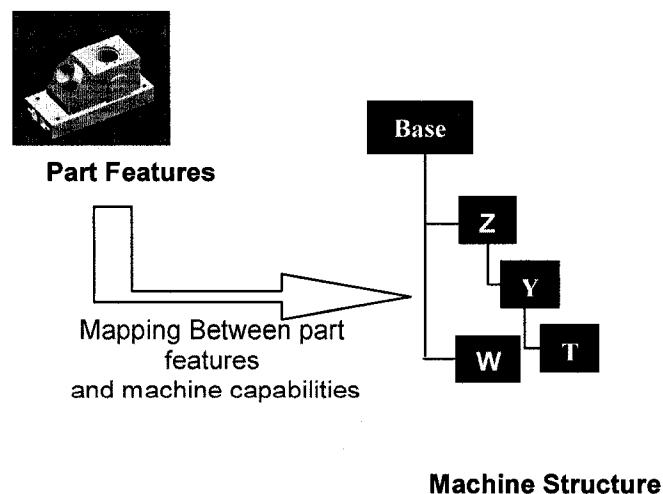 Part Features
Base
Z
Y
T
W
Mapping Between part
features
and machine capabilities
Machine Structure